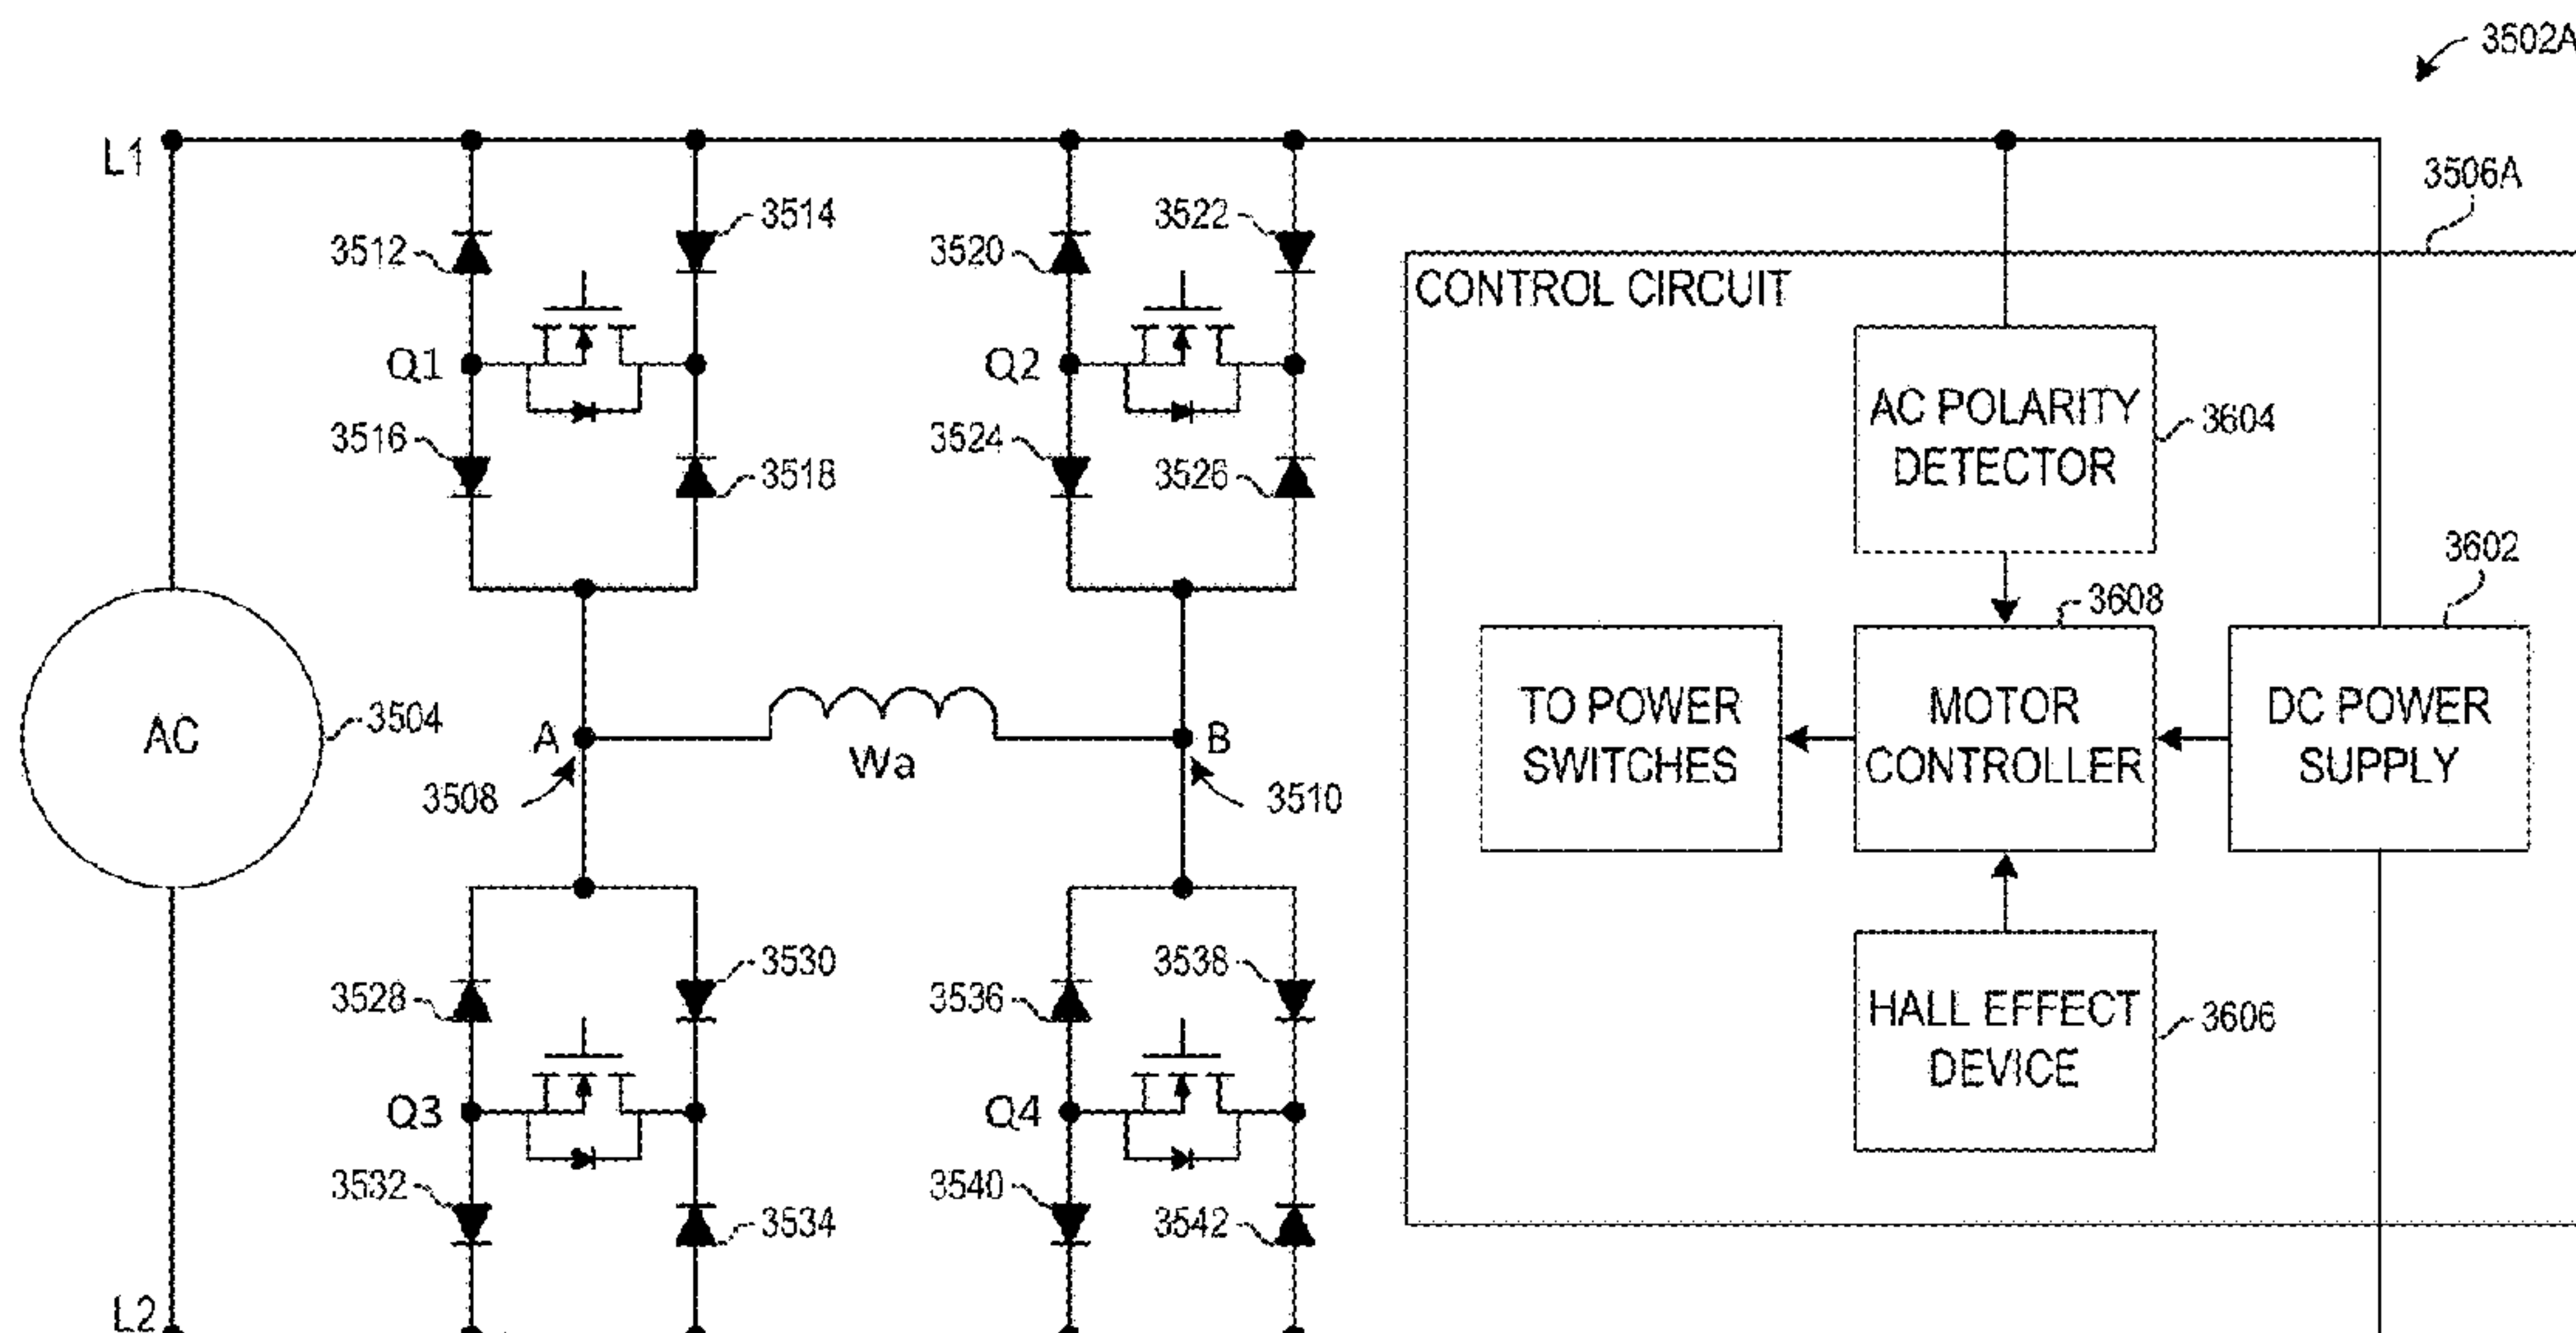 3502A
L1
3506A
3514
3522
3512
3520
CONTROL CIRCUIT
Q1
Q2
AC POLARITY
DETECTOR
3604
3516
3518
3524
3526
3602
3608
AC
3504
A
Wa
B
TO POWER
SWITCHES
MOTOR
CONTROLLER
DC POWER
SUPPLY
3508
3510
3530
3538
3528
3536
HALL EFFECT
DEVICE
3606
Q3
Q4
3532
3534
3540
3542
L2